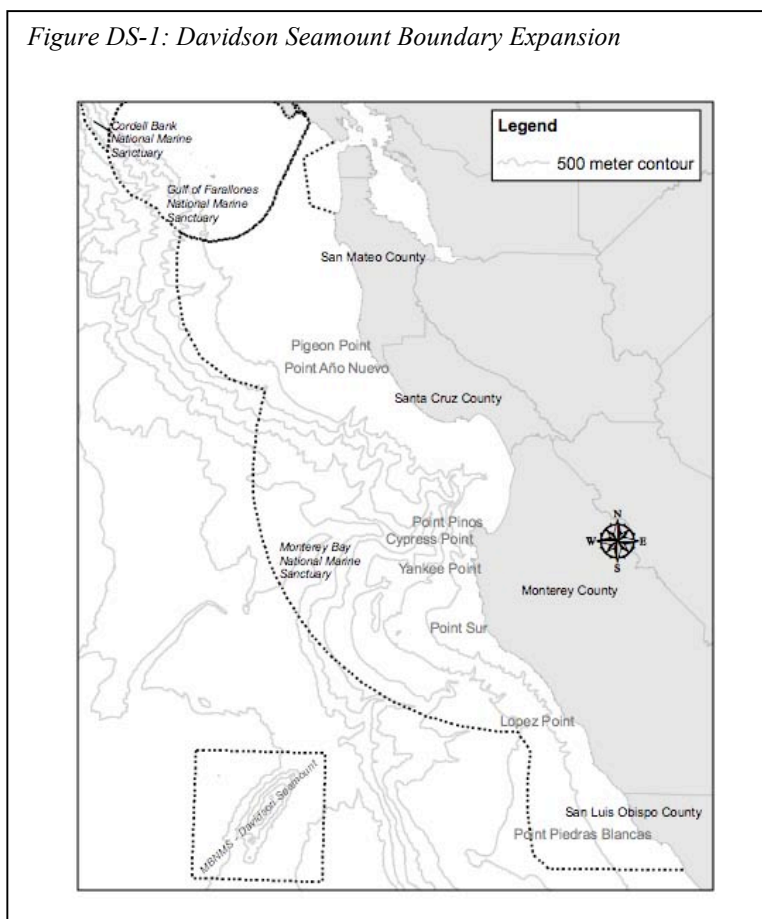 Figure DS-1: Davidson Seamount Boundary Expansion
Legend
500 meter contour
Cordell Bank
National Marine
Sanctuary
Gulf of Farallones
National Marine
Sanctuary
San Mateo County
Pigeon Point
Point Año Nuevo
Santa Cruz County
N
W
E
S
Point Pinos
Cypress Point
Monterey Bay
National Marine
Sanctuary
Yankee Point
Monterey County
Point Sur
Lopez Point
MBNMS - Davidson Seamount
San Luis Obispo County
Point Piedras Blancas